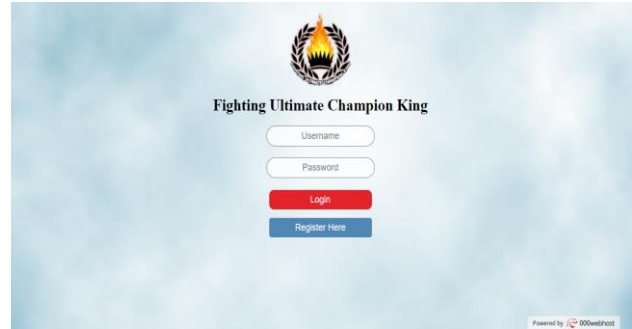 Fighting Ultimate Champion King
Username
Password
Login
Register Here
Powered by 000webhost